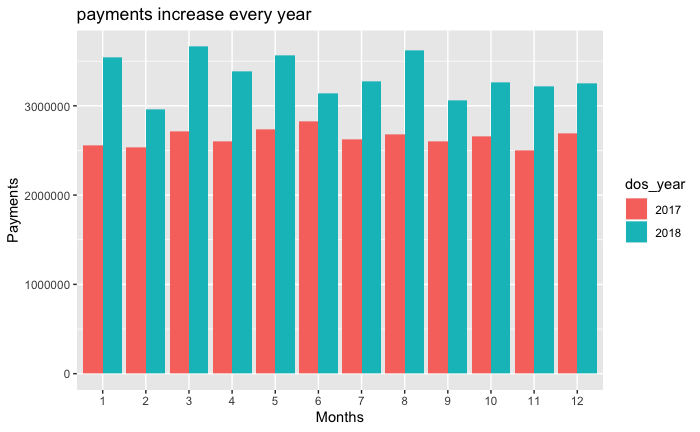 payments increase every year
Payments
3000000
2000000
1000000
0
1 2 3 4 5 6 7 8 9 10 11 12
Months
dos_year
2017
2018